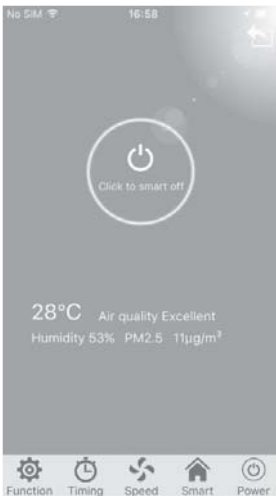 No SIM 16:58
Click to smart off
28°C Air quality Excellent
Humidity 53% PM2.5 11µg/m³
Function Timing Speed Smart Power